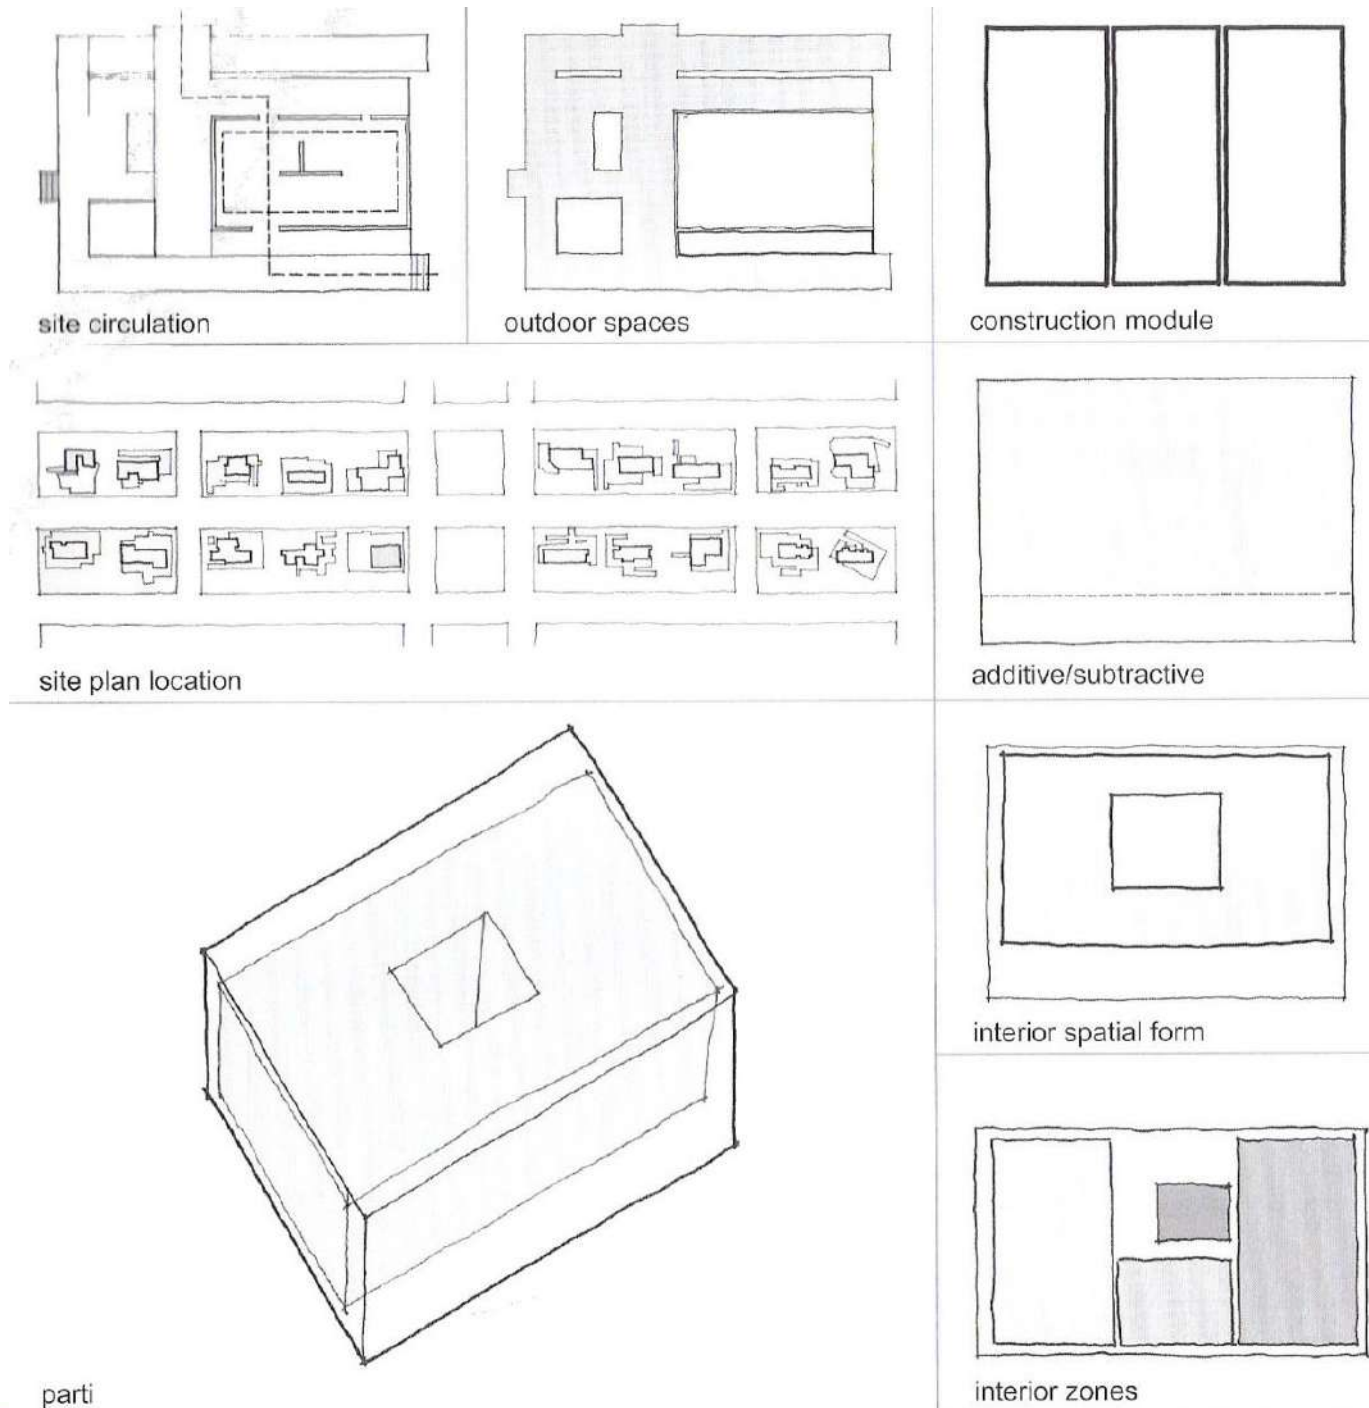 site circulation
outdoor spaces
construction module
site plan location
additive/subtractive
interior spatial form
parti
interior zones